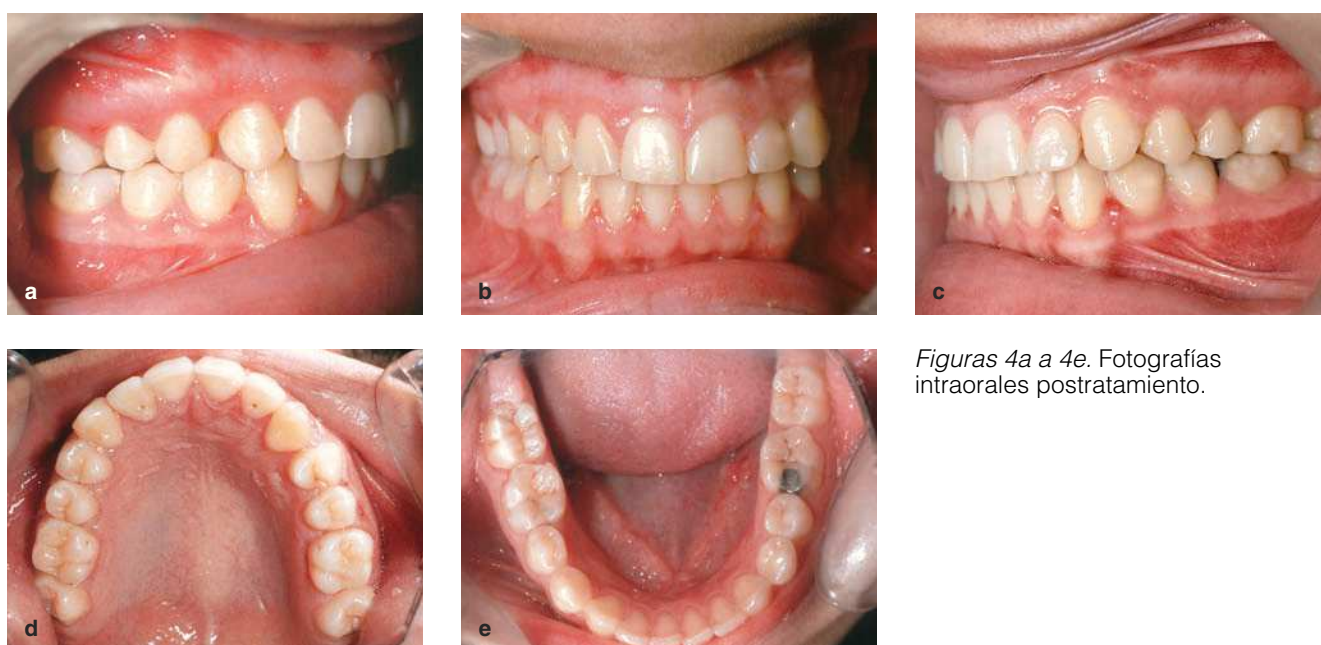 a
b
c
Figuras 4a a 4e. Fotografías
intraorales postratamiento.
d
e